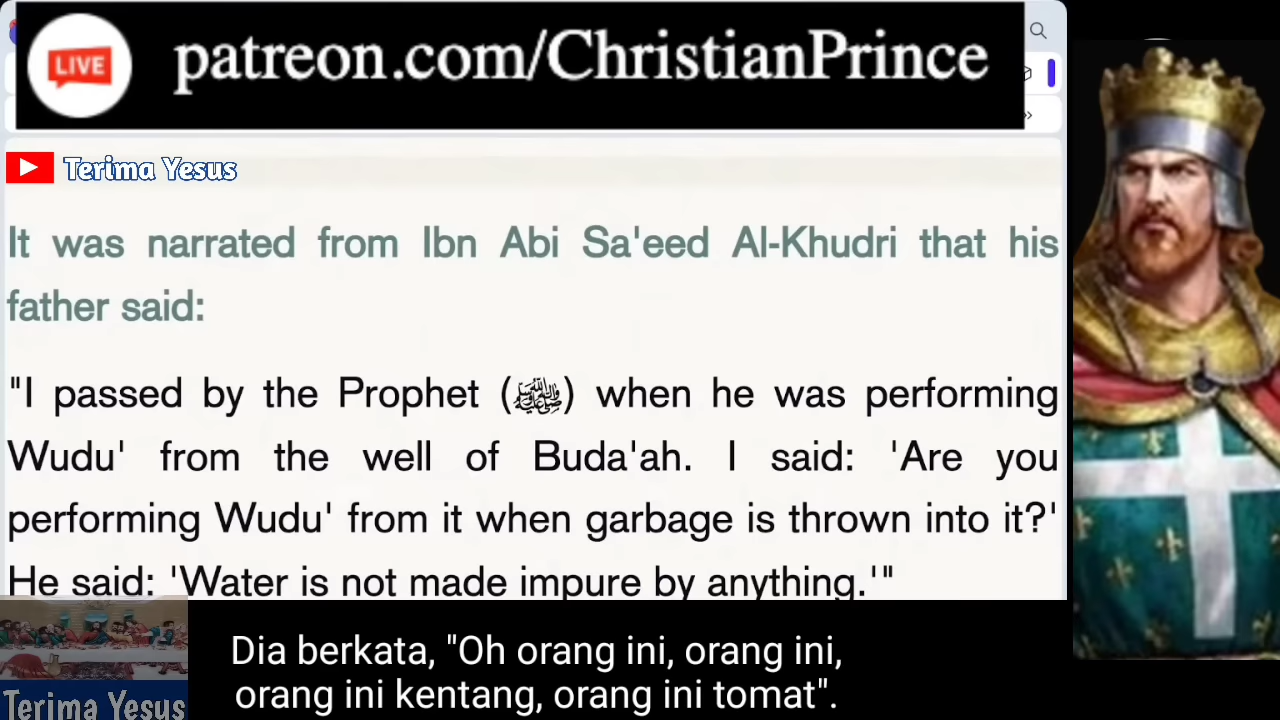 LIVE
patreon.com/ChristianPrince
Terima Yesus
It was narrated from Ibn Abi Sa'eed Al-Khudri that his
father said:
"I passed by the Prophet (ﷺ) when he was performing
Wudu' from the well of Buda'ah. I said: 'Are you
performing Wudu' from it when garbage is thrown into it?'
He said: 'Water is not made impure by anything.'"
Dia berkata, "Oh orang ini, orang ini,
orang ini kentang, orang ini tomat".
Terima Yesus